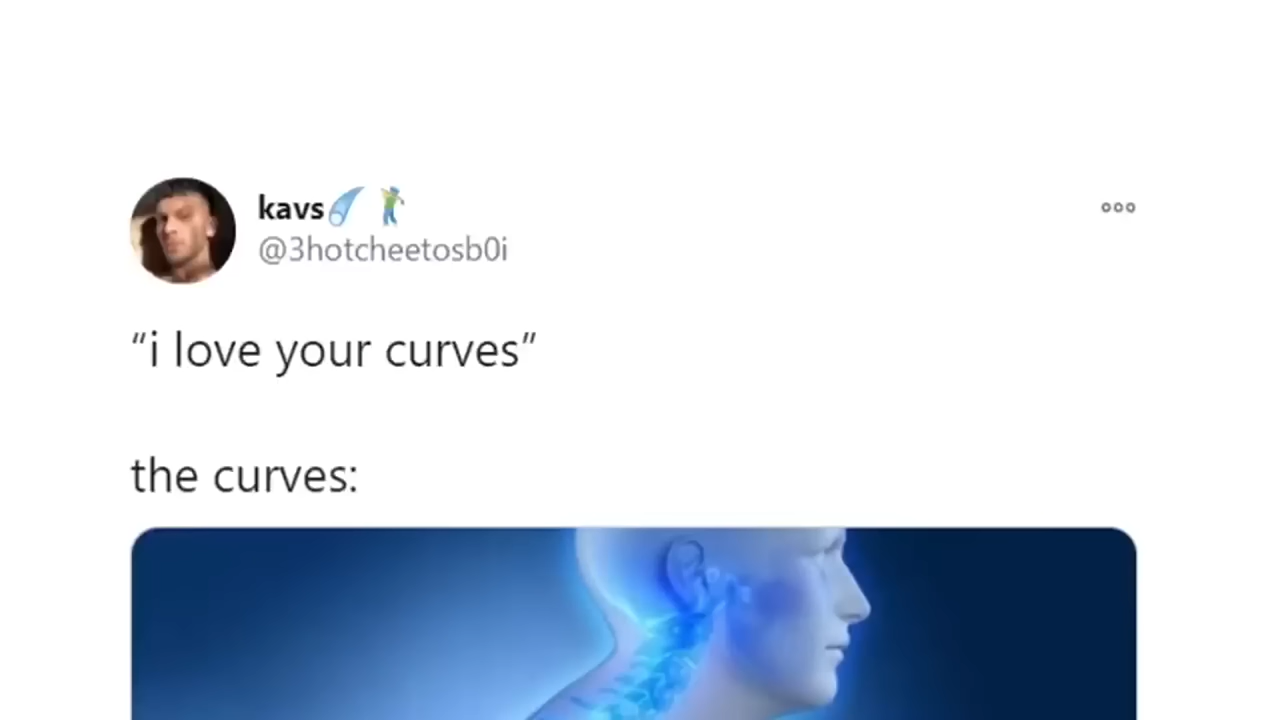 kavs☄️🏌️
@3hotcheetosb0i
“i love your curves”
the curves: